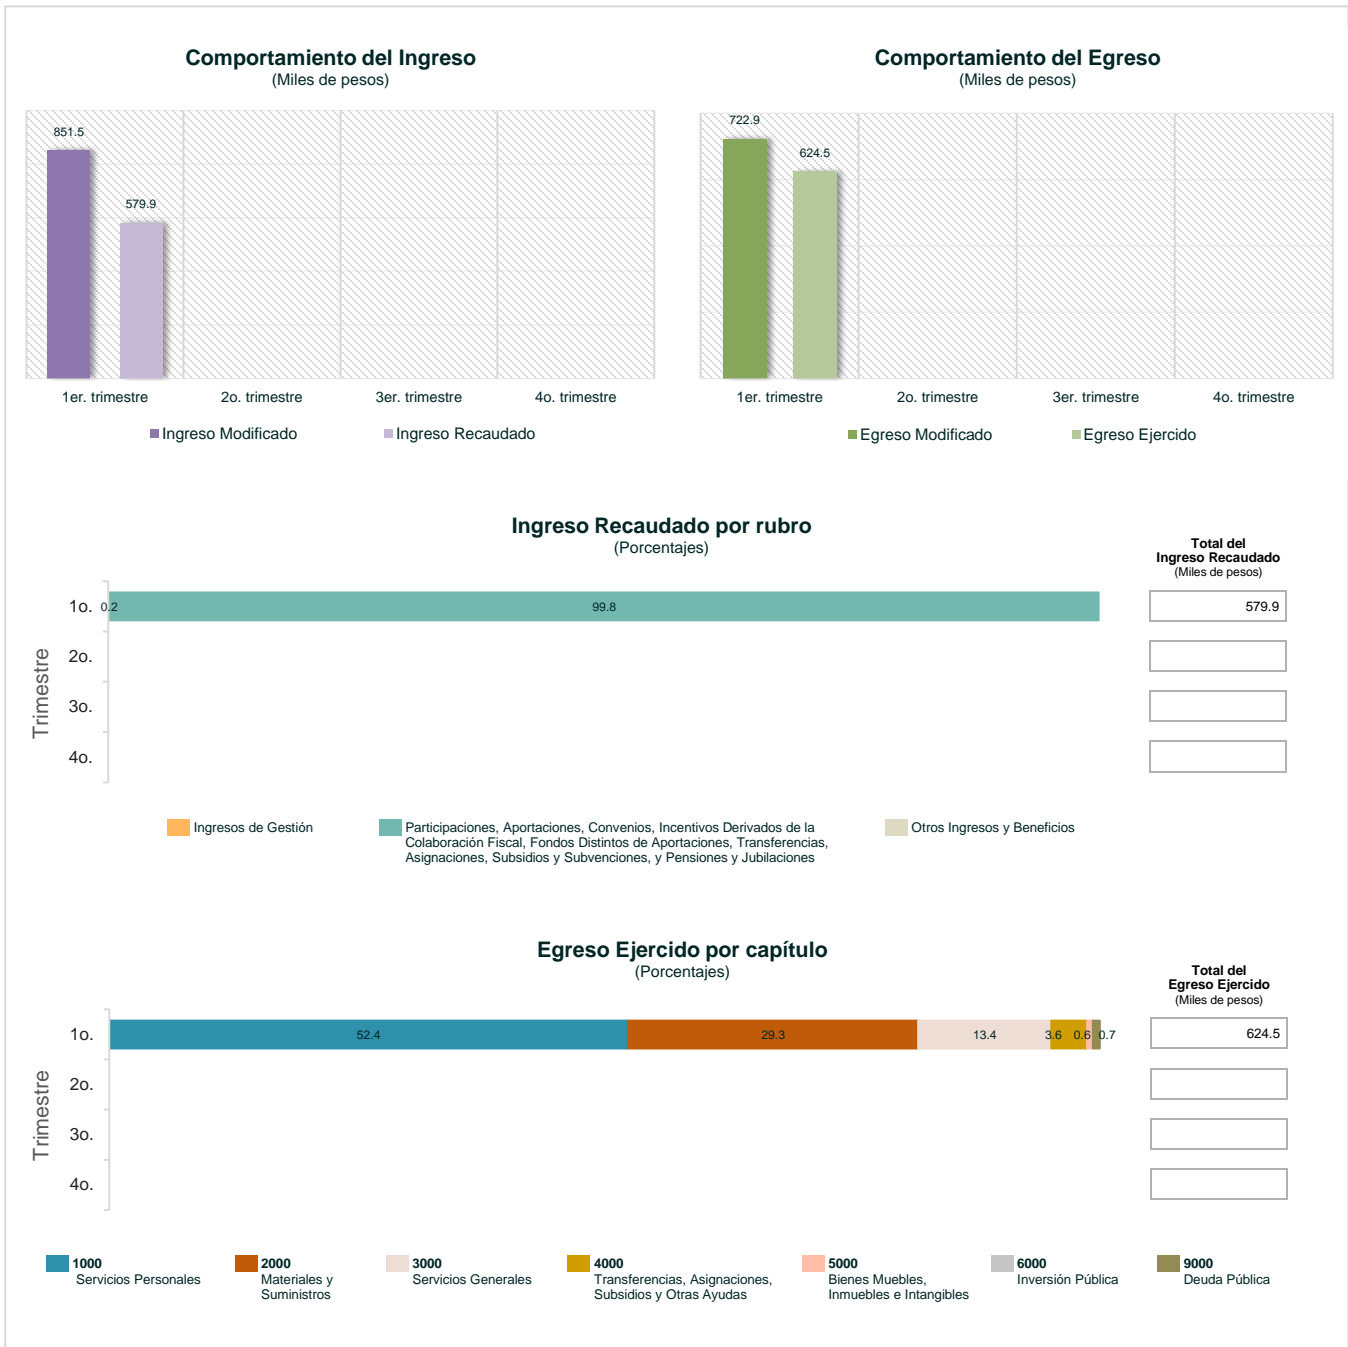 Comportamiento del Ingreso
(Miles de pesos)
851.5
579.9
1er. trimestre
2o. trimestre
3er. trimestre
4o. trimestre
Ingreso Modificado
Ingreso Recaudado
Comportamiento del Egreso
(Miles de pesos)
722.9
624.5
1er. trimestre
2o. trimestre
3er. trimestre
4o. trimestre
Egreso Modificado
Egreso Ejercido
Ingreso Recaudado por rubro
(Porcentajes)
Total del
Ingreso Recaudado
(Miles de pesos)
Trimestre
1o.
0.2
99.8
579.9
2o.
3o.
4o.
Ingresos de Gestión
Participaciones, Aportaciones, Convenios, Incentivos Derivados de la
Colaboración Fiscal, Fondos Distintos de Aportaciones, Transferencias,
Asignaciones, Subsidios y Subvenciones, y Pensiones y Jubilaciones
Otros Ingresos y Beneficios
Egreso Ejercido por capítulo
(Porcentajes)
Total del
Egreso Ejercido
(Miles de pesos)
Trimestre
1o.
52.4
29.3
13.4
3.6
0.6
0.7
624.5
2o.
3o.
4o.
1000
Servicios Personales
2000
Materiales y
Suministros
3000
Servicios Generales
4000
Transferencias, Asignaciones,
Subsidios y Otras Ayudas
5000
Bienes Muebles,
Inmuebles e Intangibles
6000
Inversión Pública
9000
Deuda Pública